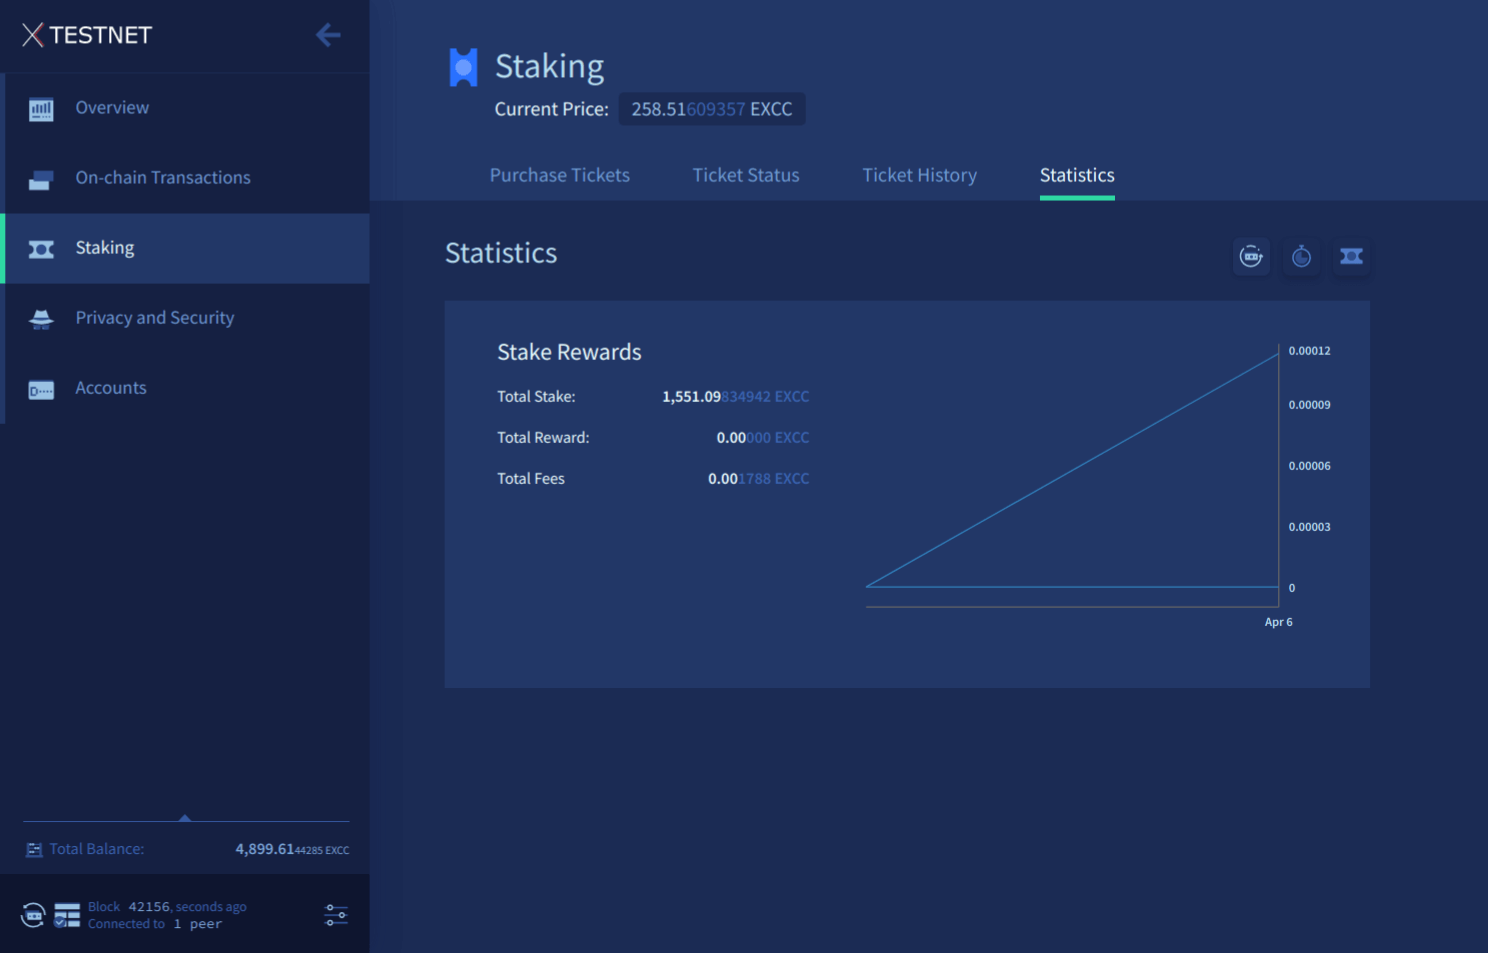 TESTNET
Overview
On-chain Transactions
Staking
Privacy and Security
Accounts
Total Balance: 4,899.6144285 EXCC
Block 42156, seconds ago
Connected to 1 peer
Staking
Current Price: 258.51609357 EXCC
Purchase Tickets Ticket Status Ticket History Statistics
Statistics
Stake Rewards
Total Stake: 1,551.09834942 EXCC
Total Reward: 0.00000 EXCC
Total Fees 0.001788 EXCC
0.00012
0.00009
0.00006
0.00003
0
Apr 6